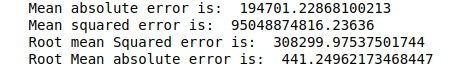 Mean absolute error is:  194701.22868100213
Mean squared error is:  95048874816.23636
Root mean Squared error is:  308299.97537501744
Root Mean absolute error is:  441.24962173468447